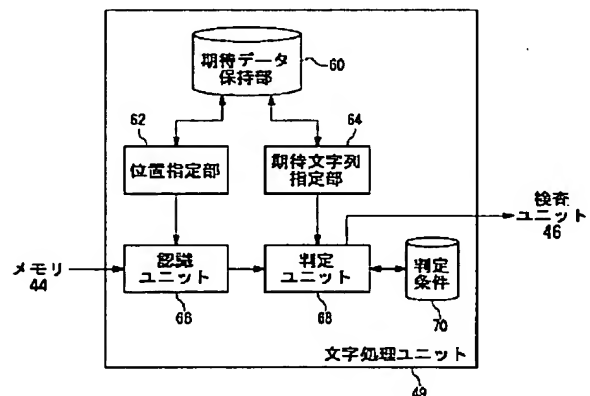 期待データ
保持部
60
62
64
位置指定部
期待文字列
指定部
検査
ユニット
46
メモリ
44
認識
ユニット
判定
ユニット
判定
条件
66
68
70
文字処理ユニット
49